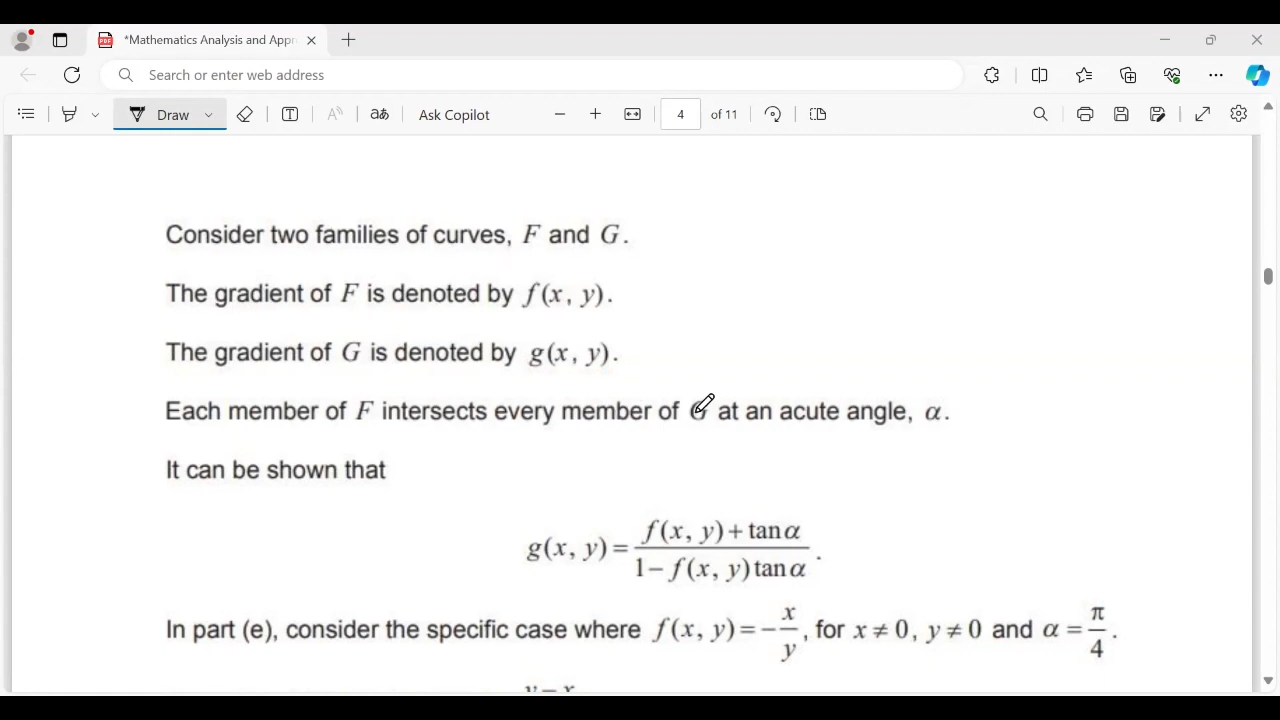 *Mathematics Analysis and Appr
Search or enter web address
Draw
Ask Copilot
4 of 11
Consider two families of curves, F and G.
The gradient of F is denoted by f(x, y).
The gradient of G is denoted by g(x, y).
Each member of F intersects every member of G at an acute angle, α.
It can be shown that
g(x, y) = (f(x, y) + tan α) / (1 − f(x, y) tan α).
In part (e), consider the specific case where f(x, y) = −x/y, for x ≠ 0, y ≠ 0 and α = π/4.